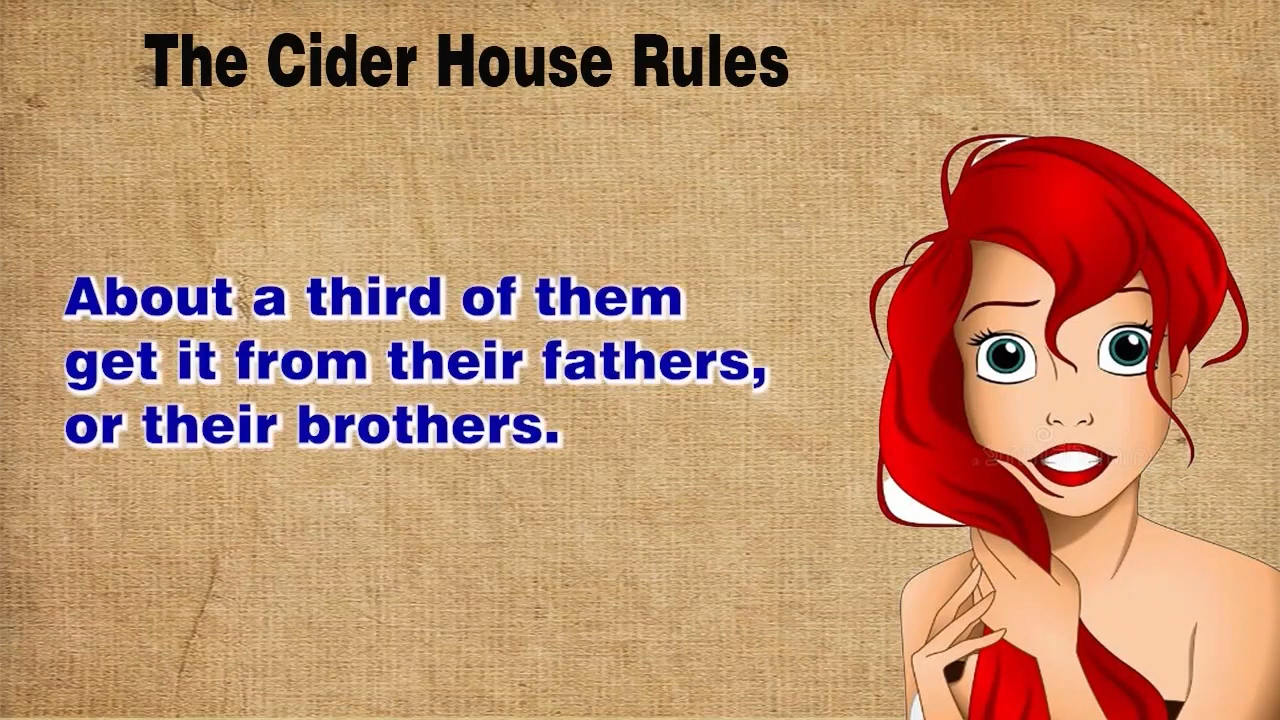 The Cider House Rules
About a third of them
get it from their fathers,
or their brothers.